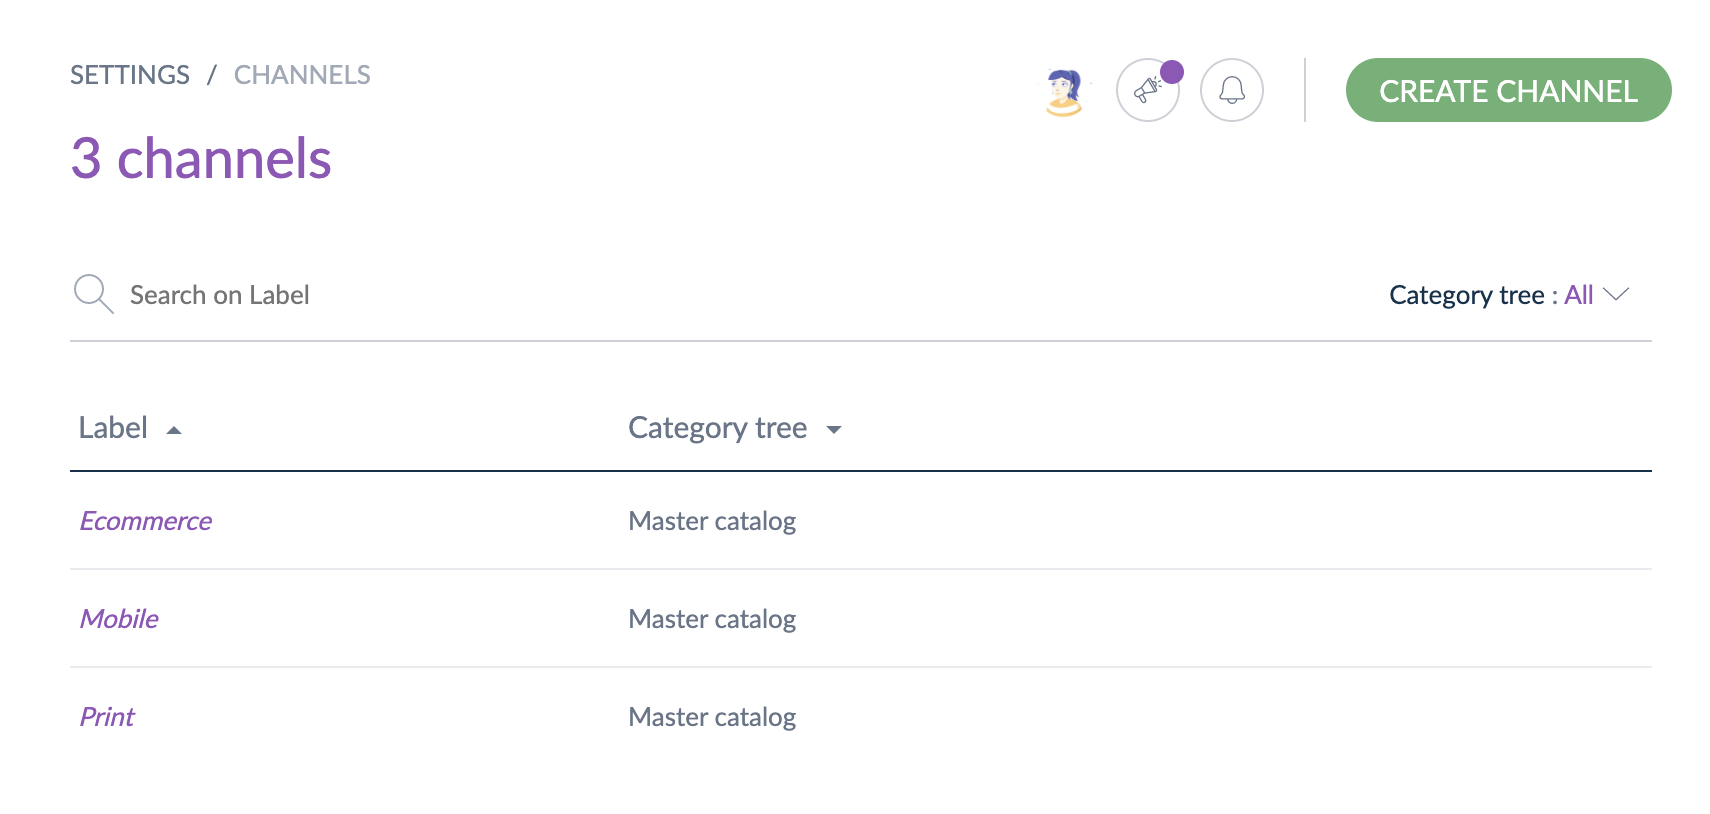 SETTINGS / CHANNELS
CREATE CHANNEL
3 channels
Search on Label
Category tree : All
Label Category tree
Ecommerce Master catalog
Mobile Master catalog
Print Master catalog